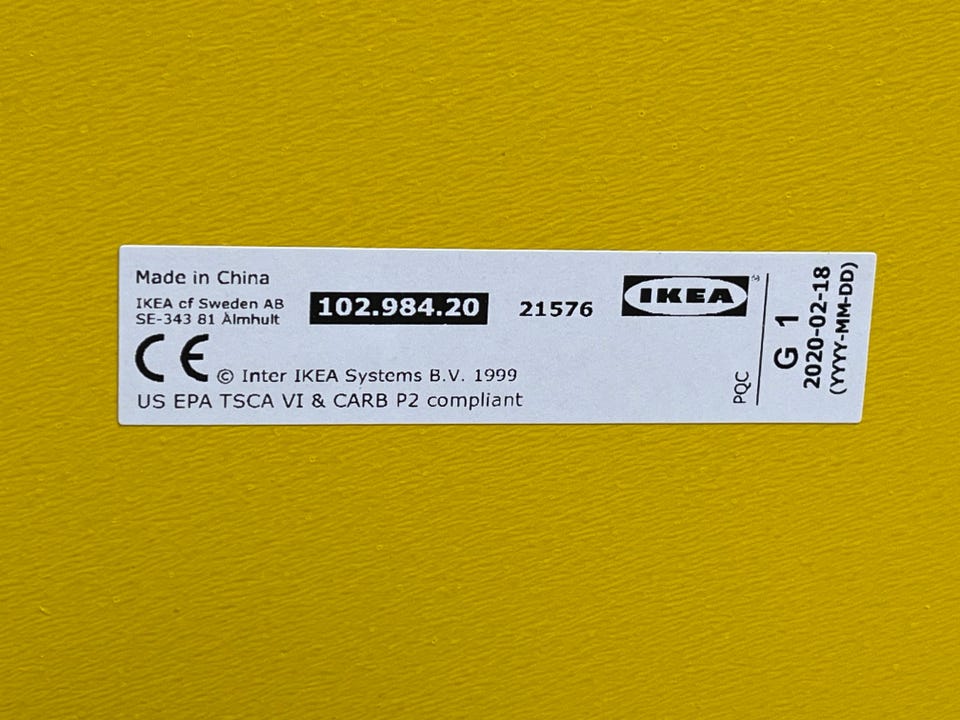 Made in China
IKEA of Sweden AB
SE-343 81 Älmhult
102.984.20
21576
IKEA®
CE
© Inter IKEA Systems B.V. 1999
US EPA TSCA VI & CARB P2 compliant
PQC
G 1
2020-02-18
(YYYY-MM-DD)